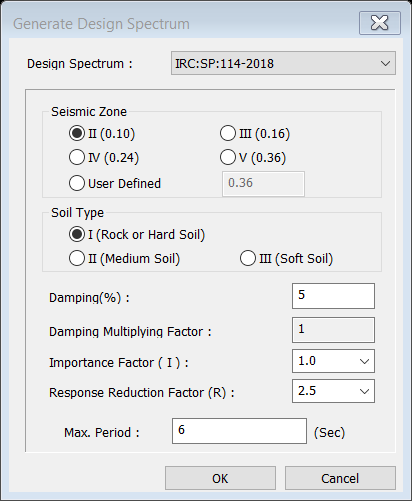 Generate Design Spectrum
Design Spectrum : IRC:SP:114-2018
Seismic Zone
II (0.10) III (0.16)
IV (0.24) V (0.36)
User Defined 0.36
Soil Type
I (Rock or Hard Soil)
II (Medium Soil) III (Soft Soil)
Damping(%) : 5
Damping Multiplying Factor : 1
Importance Factor ( I ) : 1.0
Response Reduction Factor (R) : 2.5
Max. Period : 6 (Sec)
OK Cancel